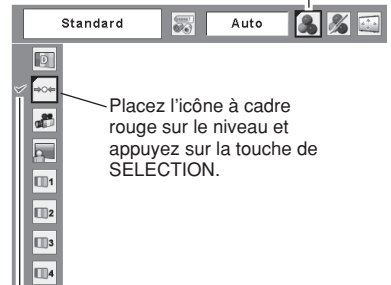 Standard
Auto
Placez l'icône à cadre
rouge sur le niveau et
appuyez sur la touche de
SELECTION.
1
2
3
4